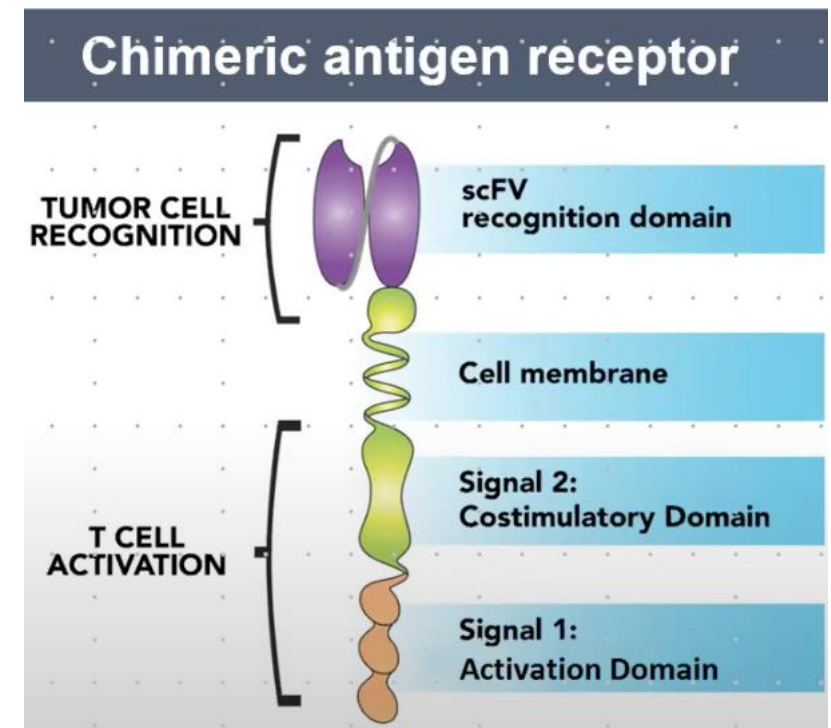 Chimeric antigen receptor
TUMOR CELL
RECOGNITION
scFV
recognition domain
Cell membrane
Signal 2:
Costimulatory Domain
T CELL
ACTIVATION
Signal 1:
Activation Domain